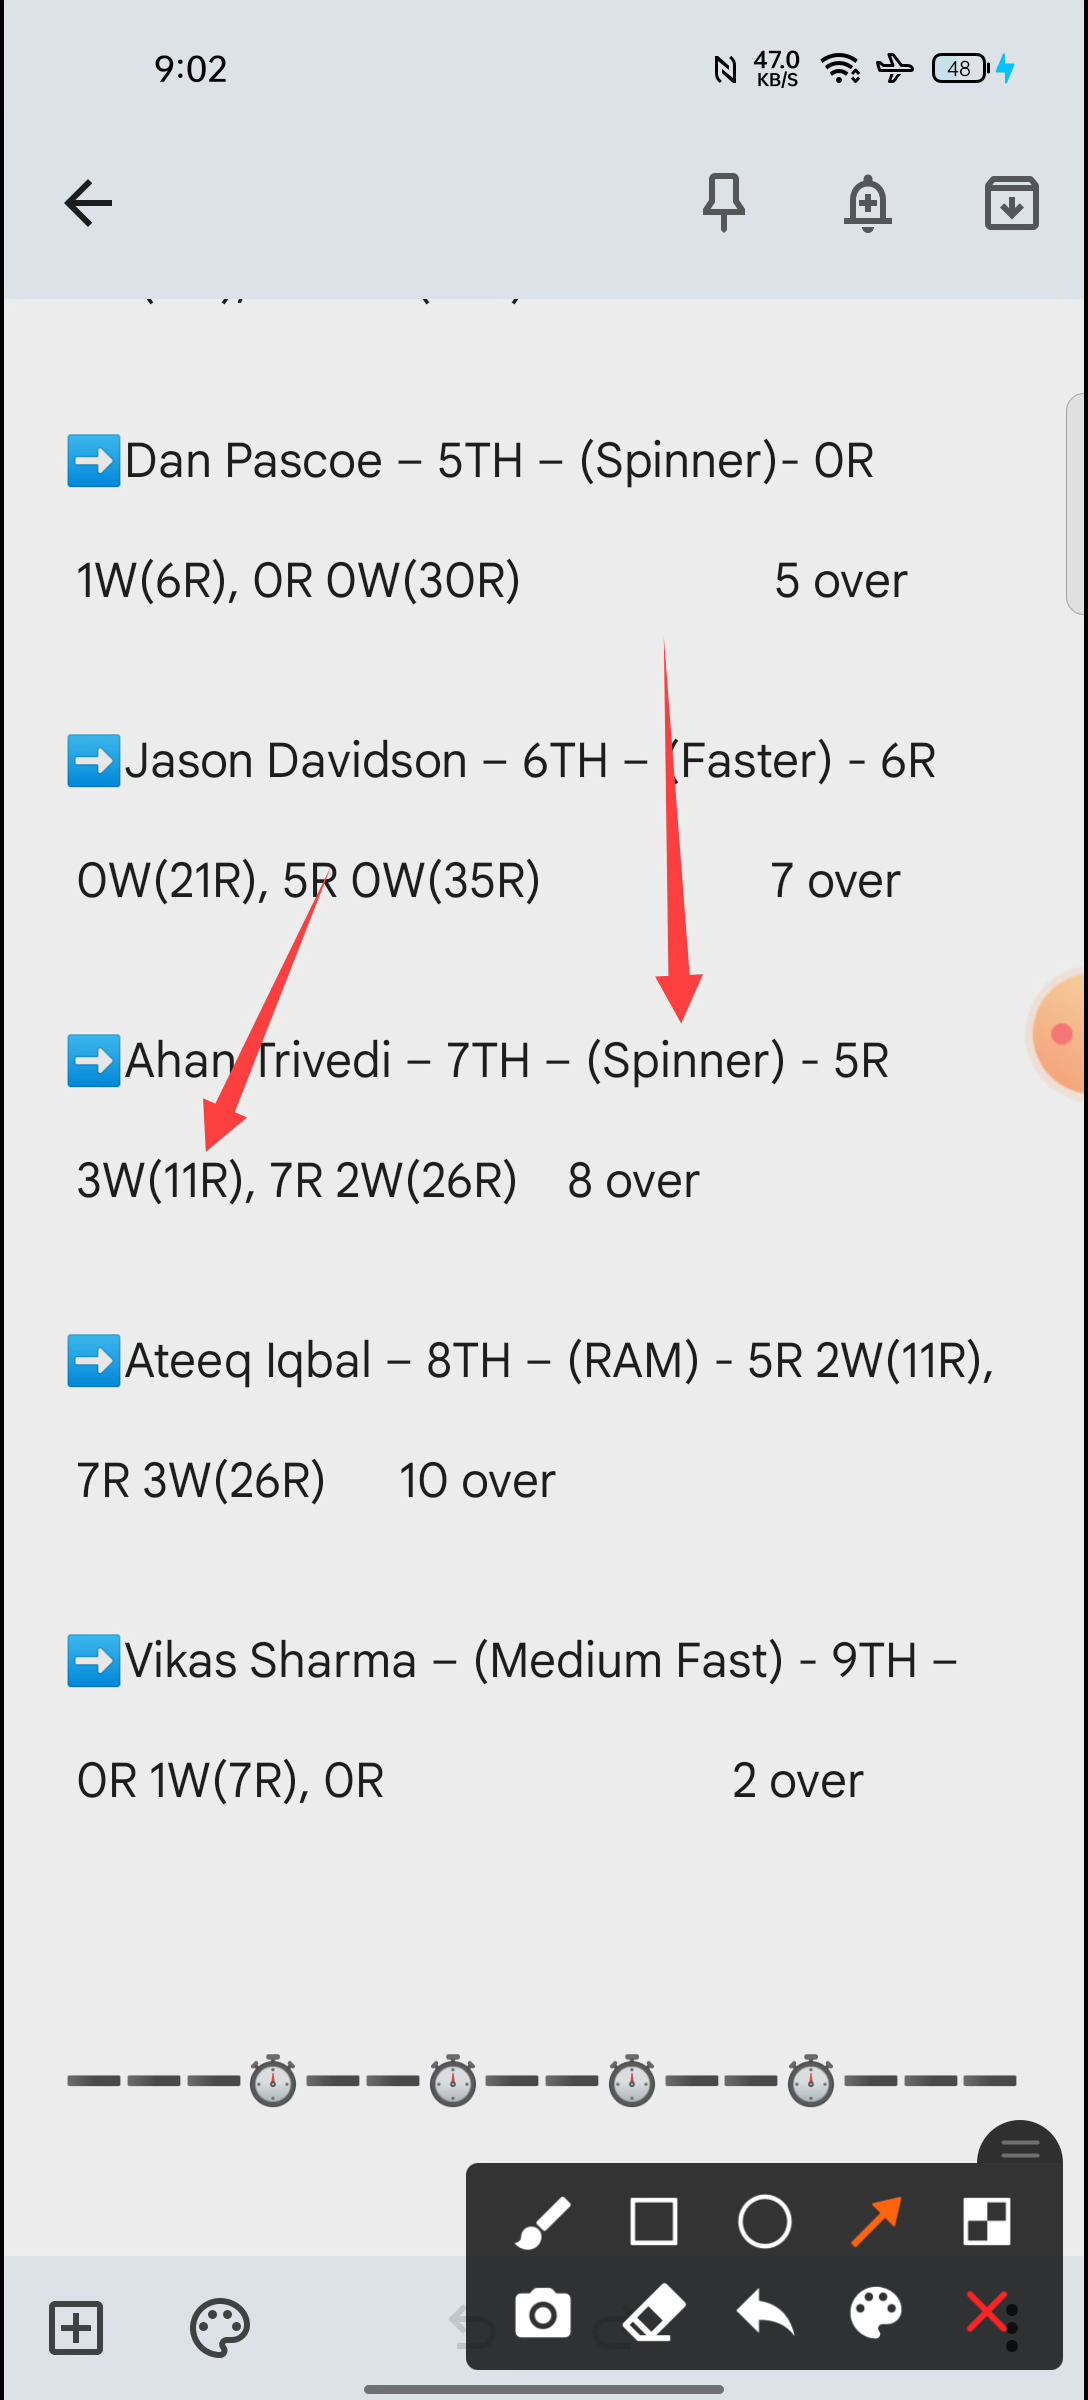 9:02 47.0 KB/S 48
➡️Dan Pascoe – 5TH – (Spinner)- 0R
1W(6R), 0R 0W(30R) 5 over
➡️Jason Davidson – 6TH – (Faster) - 6R
0W(21R), 5R 0W(35R) 7 over
➡️Ahan Trivedi – 7TH – (Spinner) - 5R
3W(11R), 7R 2W(26R) 8 over
➡️Ateeq Iqbal – 8TH – (RAM) - 5R 2W(11R),
7R 3W(26R) 10 over
➡️Vikas Sharma – (Medium Fast) - 9TH –
0R 1W(7R), 0R 2 over